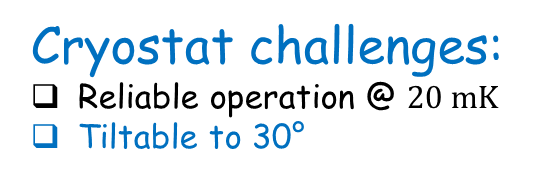 Cryostat challenges:
❑ Reliable operation @ 20 mK
❑ Tiltable to 30°